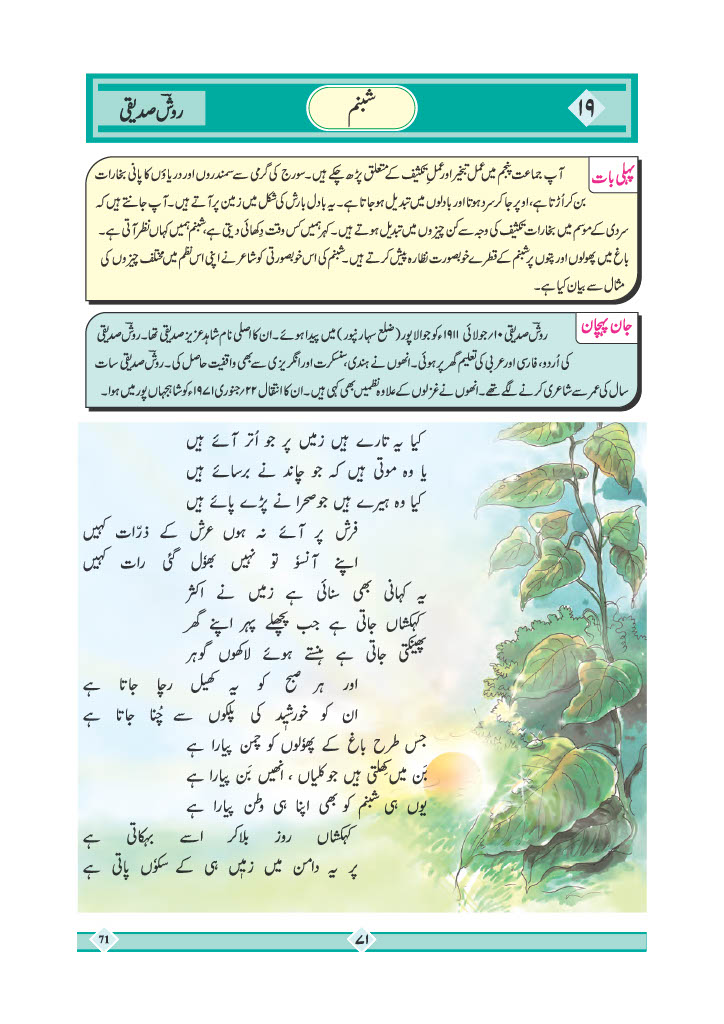 ۱۹
شبنم
روشؔ صدیقی
پہلی بات
آپ جماعت پنجم میں عملِ تبخیر اور عملِ تکثیف کے متعلق پڑھ چکے ہیں۔ سورج کی گرمی سے سمندروں اور دریاؤں کا پانی بخارات
بن کر اُڑتا ہے، اوپر جا کر سرد ہوتا اور بادلوں میں تبدیل ہو جاتا ہے۔ یہ بادل بارش کی شکل میں زمین پر آتے ہیں۔ آپ جانتے ہیں کہ
سردی کے موسم میں بخارات تکثیف کی وجہ سے کن چیزوں میں تبدیل ہوتے ہیں۔ کہر ہمیں کس وقت دِکھائی دیتی ہے، شبنم ہمیں کہاں نظر آتی ہے۔
باغ میں پھولوں اور پتوں پر شبنم کے قطرے خوبصورت نظارہ پیش کرتے ہیں۔ شبنم کی اس خوبصورتی کو شاعر نے اپنی اس نظم میں مختلف چیزوں کی
مثال سے بیان کیا ہے۔
جان پہچان
روشؔ صدیقی ۱۰؍ جولائی ۱۹۱۱ء کو جوالا پور (ضلع سہارنپور) میں پیدا ہوئے۔ ان کا اصلی نام شاہد عزیز صدیقی تھا۔ روشؔ صدیقی
کی اُردو، فارسی اور عربی کی تعلیم گھر پر ہوئی۔ انھوں نے ہندی، سنسکرت اور انگریزی سے بھی واقفیت حاصل کی۔ روشؔ صدیقی سات
سال کی عمر سے شاعری کرنے لگے تھے۔ انھوں نے غزلوں کے علاوہ نظمیں بھی کہی ہیں۔ ان کا انتقال ۲۲؍ جنوری ۱۹۷۱ء کو شاہجہاں پور میں ہوا۔
کیا یہ تارے ہیں زمیں پر جو اُتر آئے ہیں
یا وہ موتی ہیں کہ جو چاند نے برسائے ہیں
کیا وہ ہیرے ہیں جو صحرا نے پڑے پائے ہیں
فرش پر آئے نہ ہوں عرش کے ذرّات کہیں
اپنے آنسوٗ تو نہیں بھوٗل گئی رات کہیں
یہ کہانی بھی سنائی ہے زمیں نے اکثر
کہکشاں جاتی ہے جب پچھلے پہر اپنے گھر
پھینکتی جاتی ہے ہنستے ہوئے لاکھوں گوہر
اور ہر صبح کو یہ کھیل رچا جاتا ہے
ان کو خورشید کی پلکوں سے چُنا جاتا ہے
جس طرح باغ کے پھوٗلوں کو چمن پیارا ہے
بَن میں کِھلتی ہیں جو کلیاں ، انھیں بَن پیارا ہے
یوں ہی شبنم کو بھی اپنا ہی وطن پیارا ہے
کہکشاں روز بلا کر اسے بہکاتی ہے
پر یہ دامن میں زمیں ہی کے سکوٗں پاتی ہے
۷۱
71